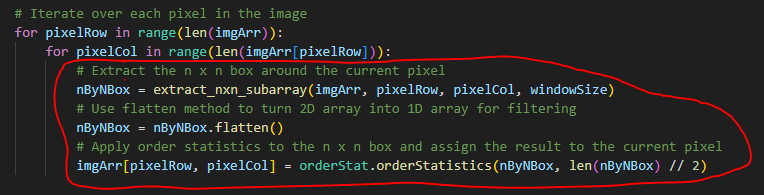 # Iterate over each pixel in the image
for pixelRow in range(len(imgArr)):
for pixelCol in range(len(imgArr[pixelRow])):
# Extract the n x n box around the current pixel
nByNBox = extract_nxn_subarray(imgArr, pixelRow, pixelCol, windowSize)
# Use flatten method to turn 2D array into 1D array for filtering
nByNBox = nByNBox.flatten()
# Apply order statistics to the n x n box and assign the result to the current pixel
imgArr[pixelRow, pixelCol] = orderStat.orderStatistics(nByNBox, len(nByNBox) // 2)